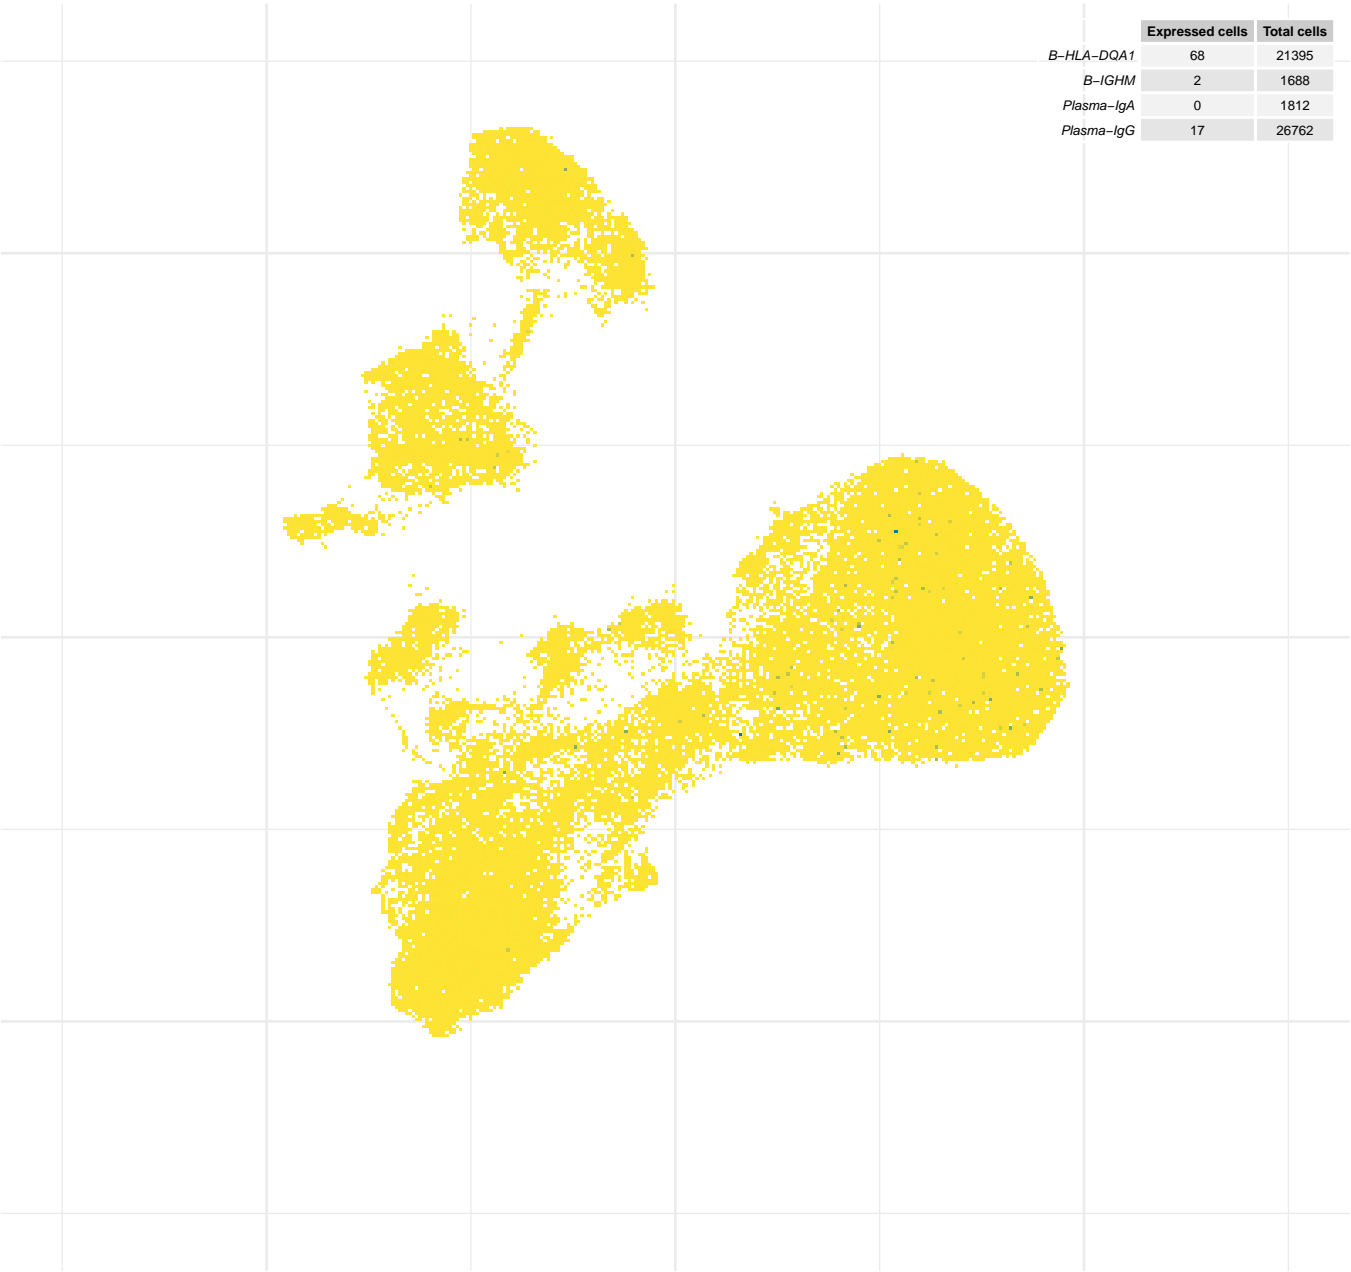 Expressed cells Total cells
B−HLA−DQA1 68 21395
B−IGHM 2 1688
Plasma−IgA 0 1812
Plasma−IgG 17 26762